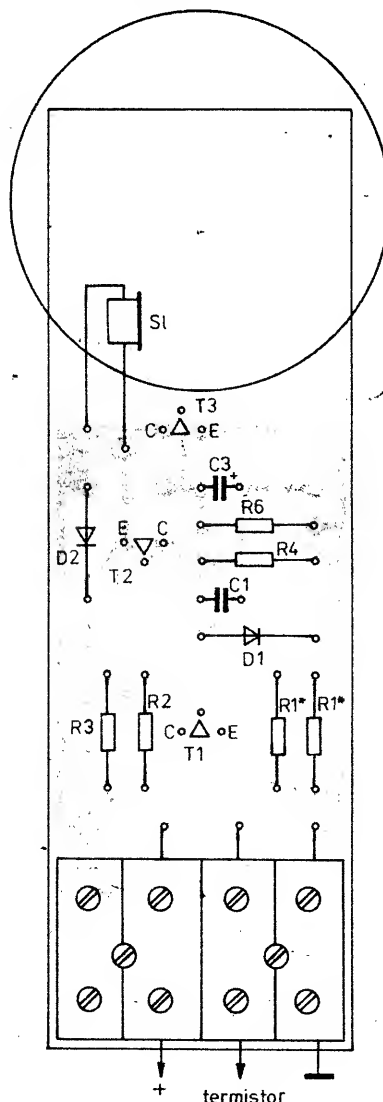 Sl
T3
C E
C3
+
R6
E C
D2
T2
R4
C1
D1
R3 R2 C E R1* R1*
T1
+
termistor